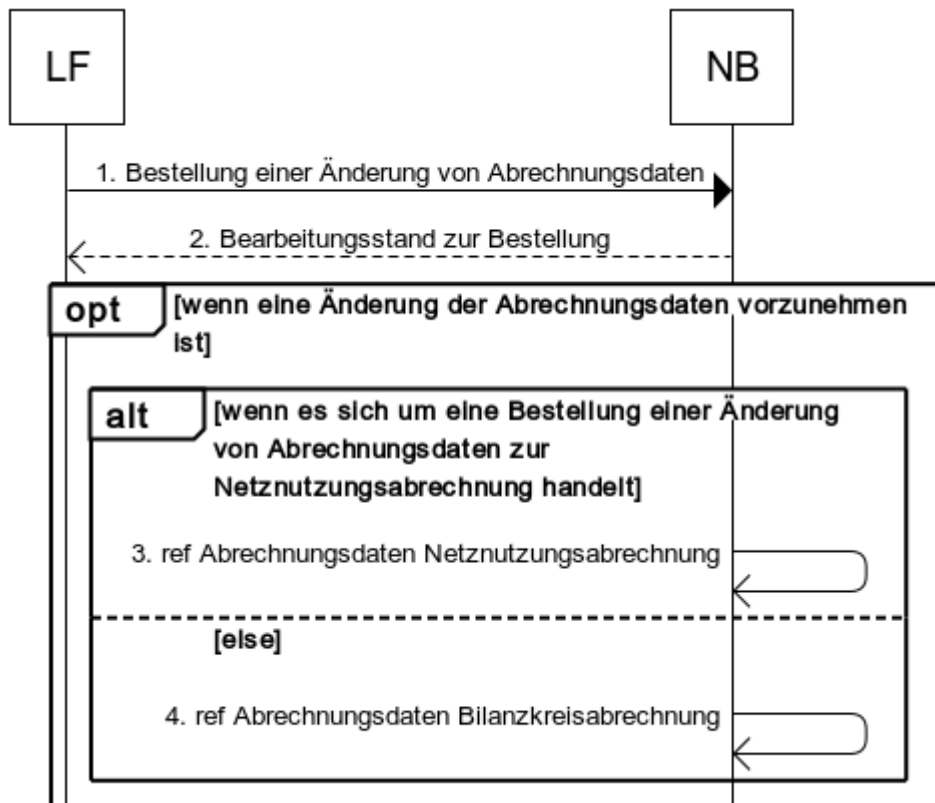 LF
NB
1. Bestellung einer Änderung von Abrechnungsdaten
2. Bearbeitungsstand zur Bestellung
opt
[wenn eine Änderung der Abrechnungsdaten vorzunehmen
ist]
alt
[wenn es sich um eine Bestellung einer Änderung
von Abrechnungsdaten zur
Netznutzungsabrechnung handelt]
3. ref Abrechnungsdaten Netznutzungsabrechnung
[else]
4. ref Abrechnungsdaten Bilanzkreisabrechnung